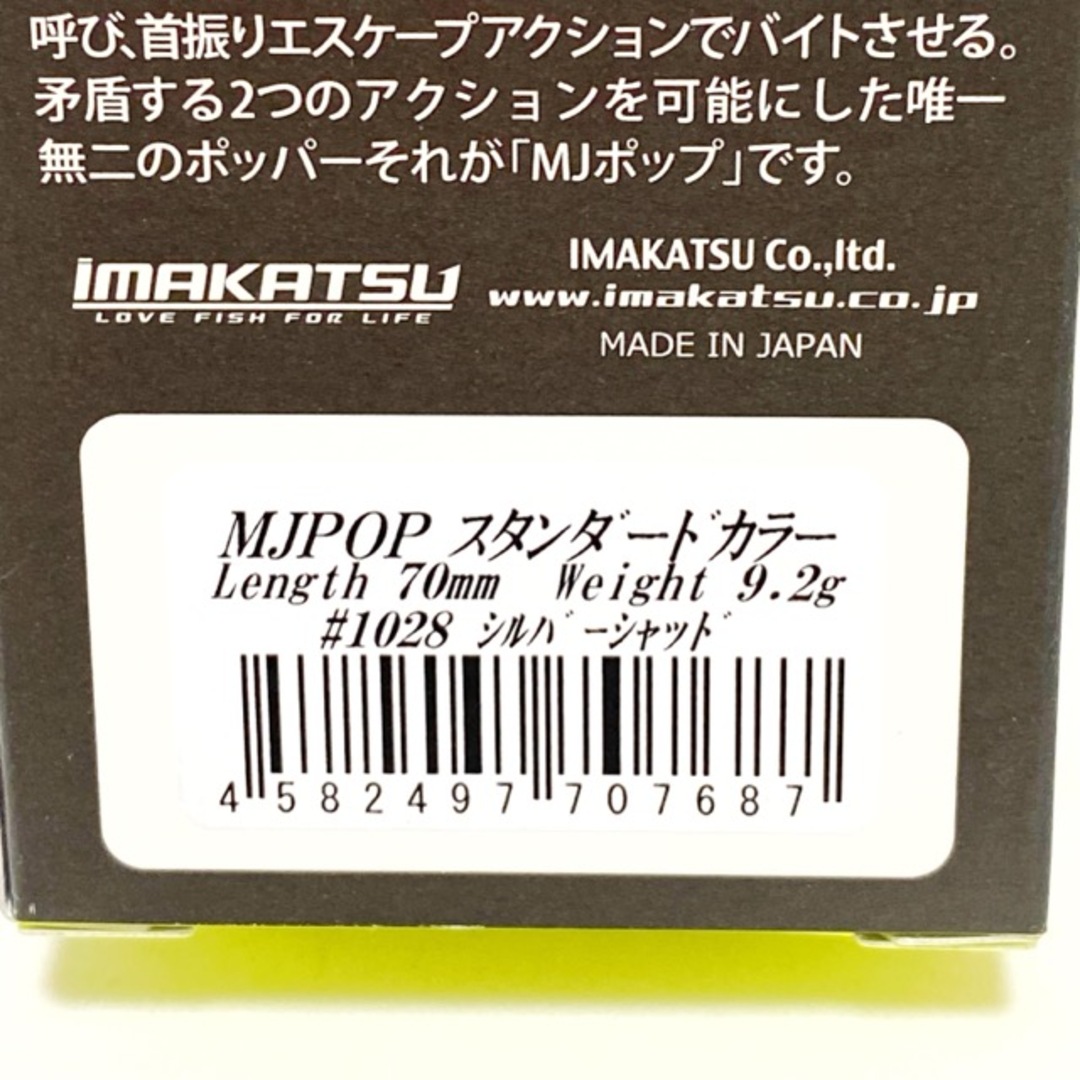 呼び、首振りエスケープアクションでバイトさせる。
矛盾する2つのアクションを可能にした唯一
無二のポッパーそれが「MJポップ」です。
IMAKATSU
LOVE FISH FOR LIFE
IMAKATSU Co.,ltd.
www.imakatsu.co.jp
MADE IN JAPAN
MJPOP スタンダードカラー
Length 70mm Weight 9.2g
#1028 シルバーシャッド
4582497707687